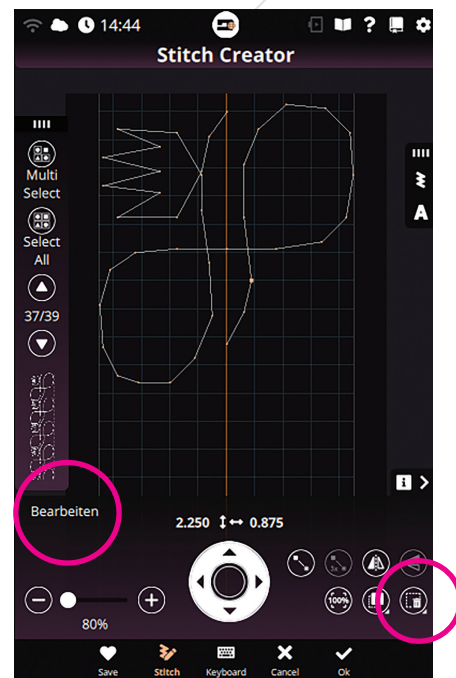 14:44
?
Stitch Creator
Multi
Select
Select
All
37/39
A
i
Bearbeiten
2.250 0.875
3x
100%
80%
Save Stitch Keyboard Cancel Ok